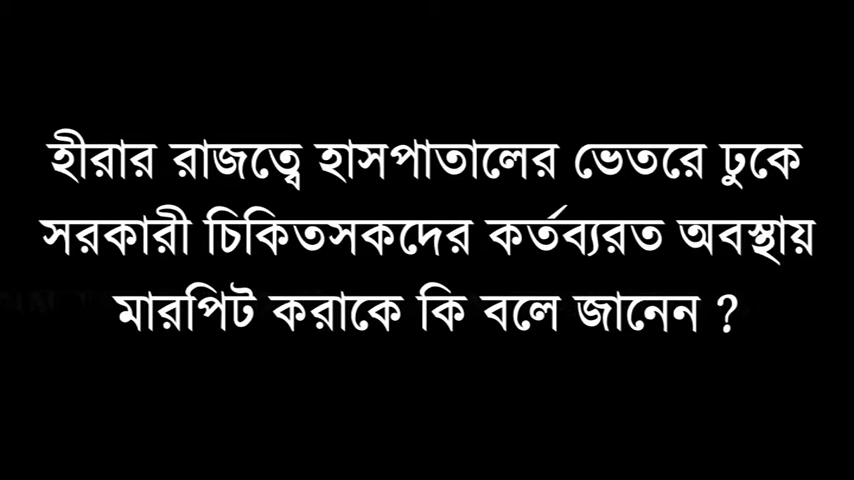 হীরার রাজত্বে হাসপাতালের ভেতরে ঢুকে
সরকারী চিকিতসকদের কর্তব্যরত অবস্থায়
মারপিট করাকে কি বলে জানেন ?